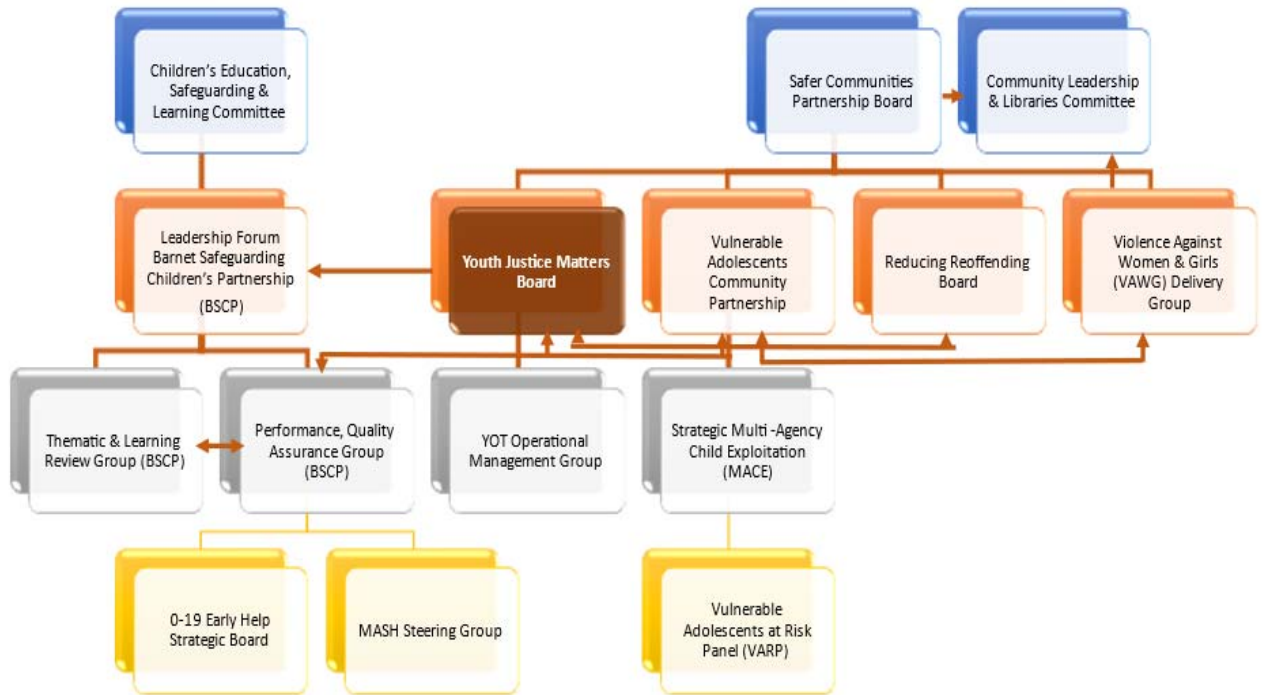 Children's Education,
Safeguarding &
Learning Committee
Safer Communities
Partnership Board
Community Leadership
& Libraries Committee
Leadership Forum
Barnet Safeguarding
Children's Partnership
(BSCP)
Youth Justice Matters
Board
Vulnerable
Adolescents
Community
Partnership
Reducing Reoffending
Board
Violence Against
Women & Girls
(VAWG) Delivery
Group
Thematic & Learning
Review Group (BSCP)
Performance, Quality
Assurance Group
(BSCP)
YOT Operational
Management Group
Strategic Multi -Agency
Child Exploitation
(MACE)
0-19 Early Help
Strategic Board
MASH Steering Group
Vulnerable
Adolescents at Risk
Panel (VARP)